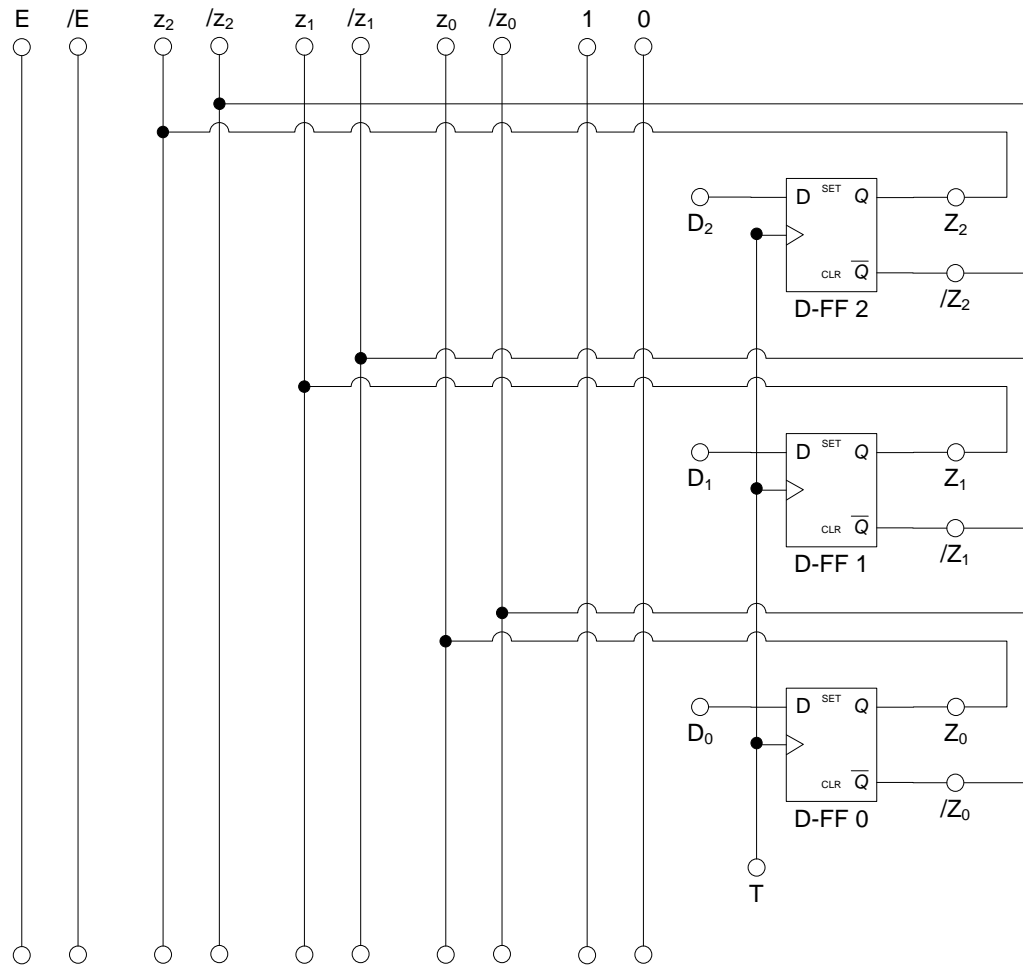 E /E z₂ /z₂ z₁ /z₁ z₀ /z₀ 1 0
D SET Q
D₂ Z₂
CLR Q̅
D-FF 2 /Z₂
D SET Q
D₁ Z₁
CLR Q̅
D-FF 1 /Z₁
D SET Q
D₀ Z₀
CLR Q̅
D-FF 0 /Z₀
T